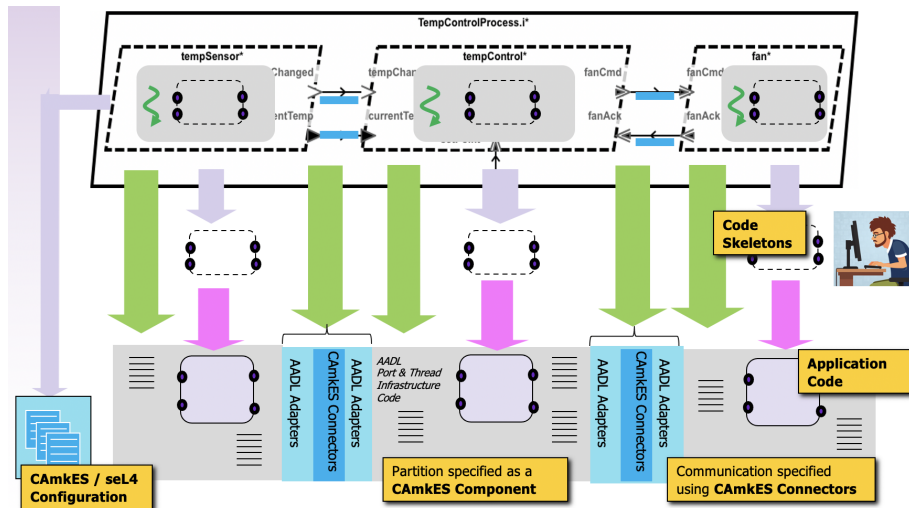 TempControlProcess.i*
tempSensor*
tempControl*
fan*
Changed
tempChan
fanCmd
fanCmd
entTemp
currentTe
fanAck
fanAck
Code
Skeletons
AADL Adapters
CAmkES Connectors
AADL Adapters
AADL
Port & Thread
Infrastructure
Code
AADL Adapters
CAmkES Connectors
AADL Adapters
Application
Code
CAmkES / seL4
Configuration
Partition specified as a
CAmkES Component
Communication specified
using CAmkES Connectors